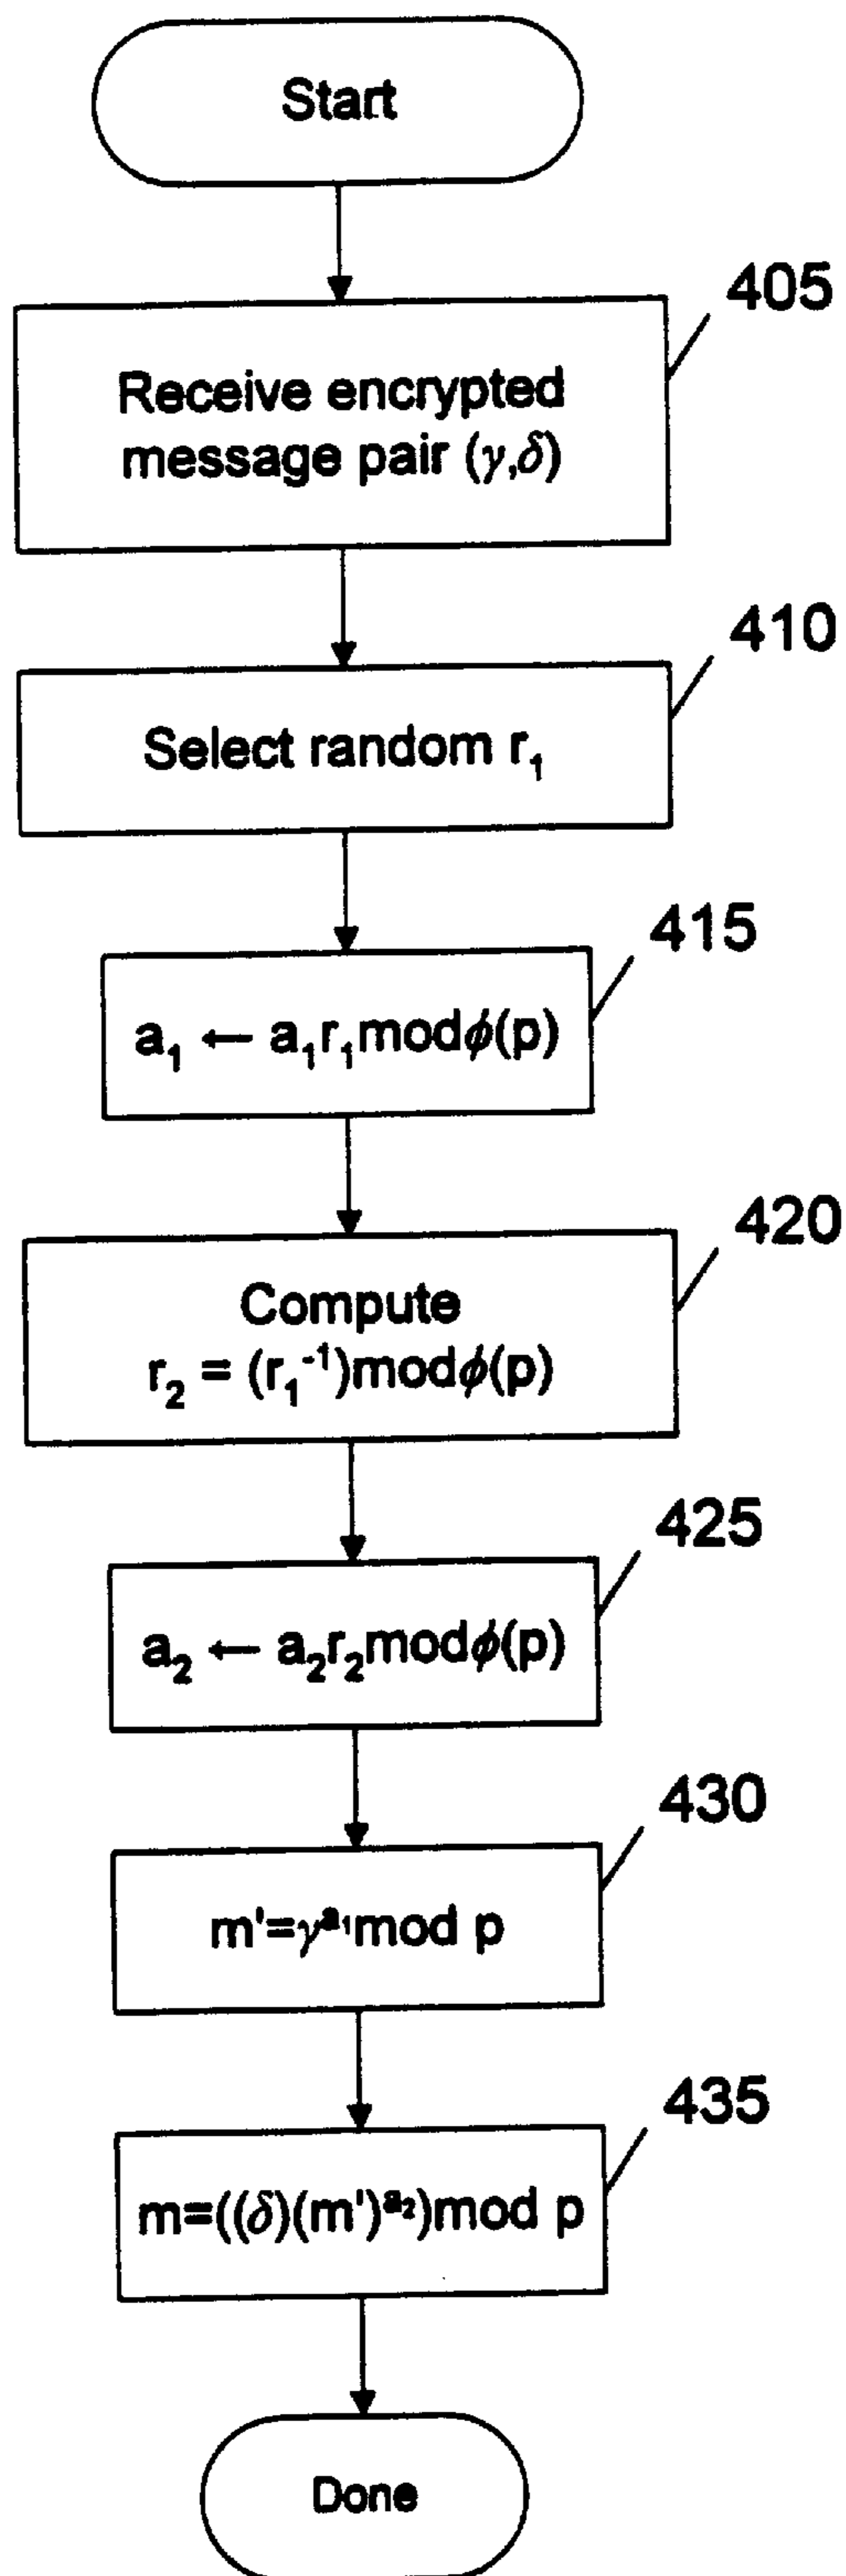 Start
405
Receive encrypted
message pair (γ,δ)
410
Select random r₁
415
a₁ ← a₁r₁modϕ(p)
420
Compute
r₂ = (r₁⁻¹)modϕ(p)
425
a₂ ← a₂r₂modϕ(p)
430
m'=γᵃ¹mod p
435
m=((δ)(m')ᵃ²)mod p
Done